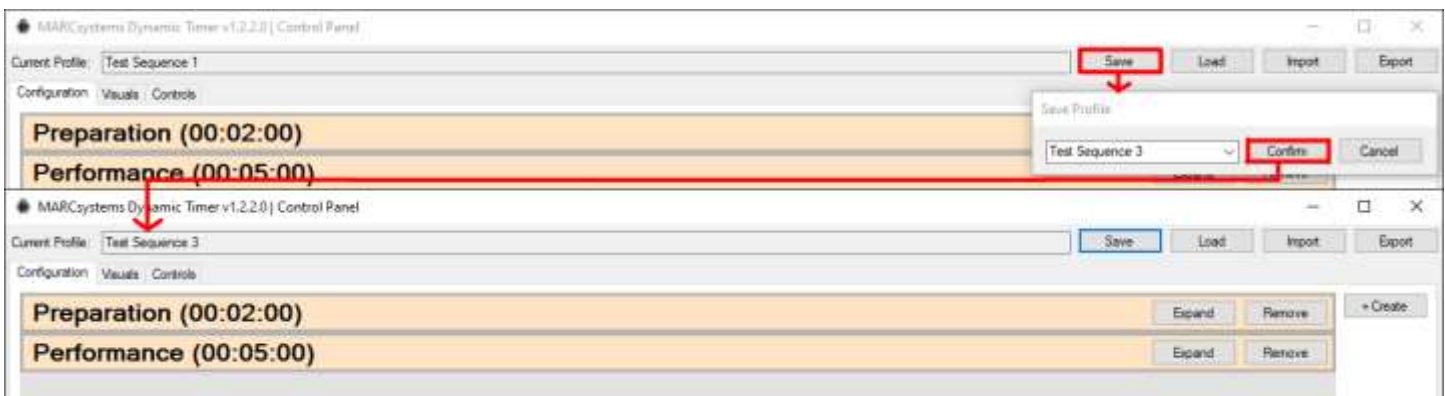 MARCsystems Dynamic Timer v1.2.2.0 | Control Panel
Current Profile: Test Sequence 1 Save Load Import Export
Configuration Visuals Controls
Save Profile
Preparation (00:02:00)
Test Sequence 3 Confirm Cancel
Performance (00:05:00)
MARCsystems Dynamic Timer v1.2.2.0 | Control Panel
Current Profile: Test Sequence 3 Save Load Import Export
Configuration Visuals Controls
Preparation (00:02:00) Expand Remove + Create
Performance (00:05:00) Expand Remove